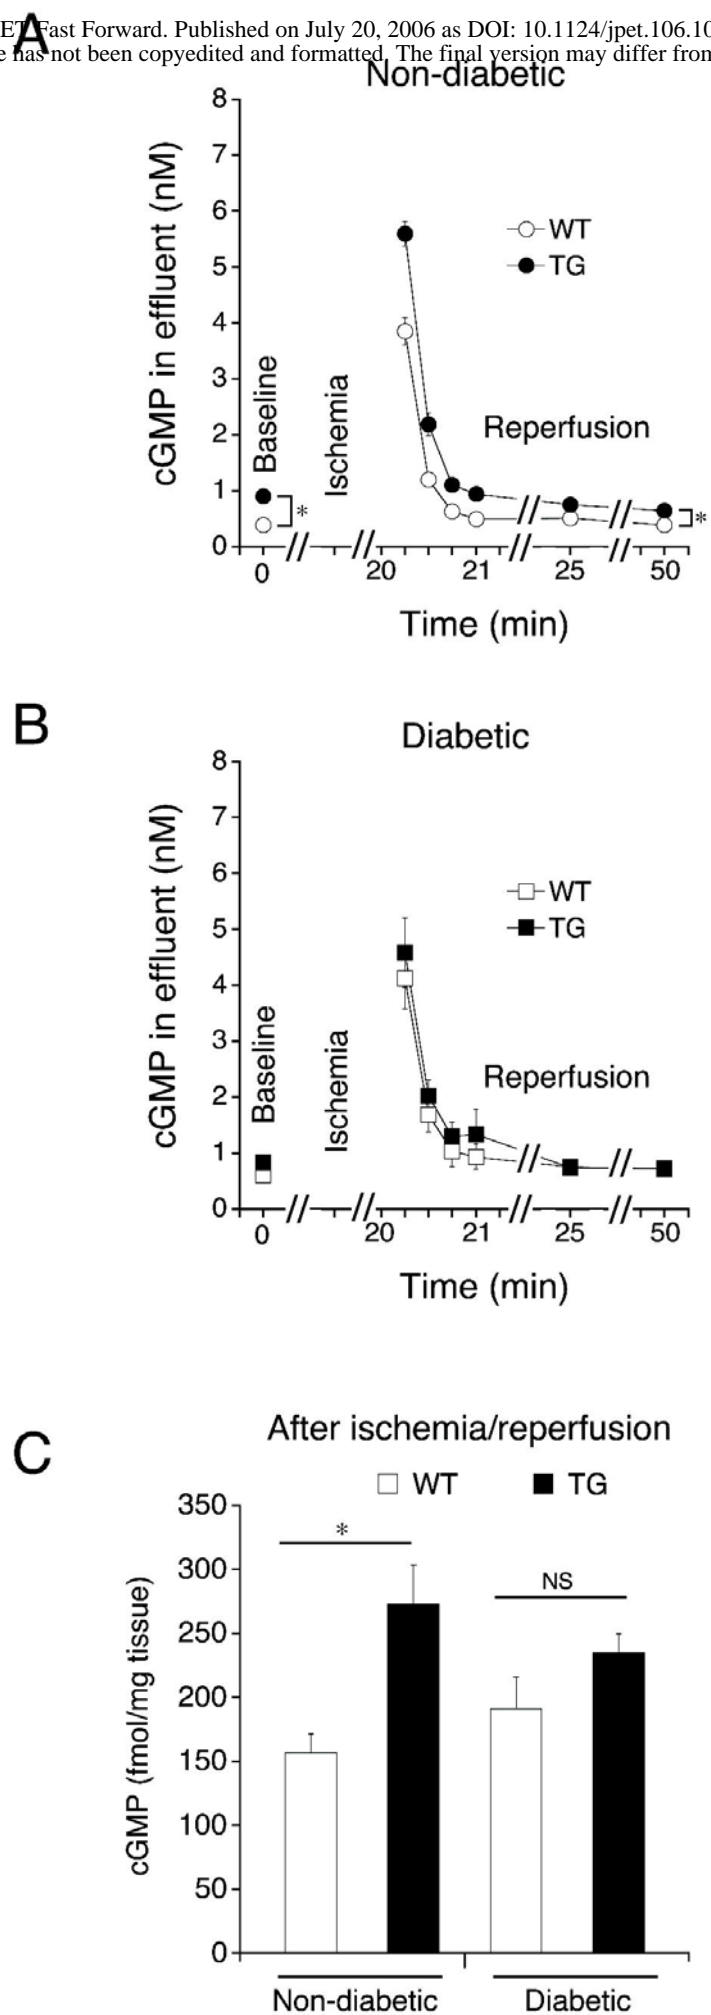 ET Fast Forward. Published on July 20, 2006 as DOI: 10.1124/jpet.106.10
e has not been copyedited and formatted. The final version may differ from
A
Non-diabetic
8
7
6
5
4
3
2
1
0
cGMP in effluent (nM)
WT
TG
Baseline
Ischemia
Reperfusion
*
*
0
20
21
25
50
Time (min)
B
Diabetic
8
7
6
5
4
3
2
1
0
cGMP in effluent (nM)
WT
TG
Baseline
Ischemia
Reperfusion
0
20
21
25
50
Time (min)
C
After ischemia/reperfusion
WT
TG
350
300
250
200
150
100
50
0
cGMP (fmol/mg tissue)
*
NS
Non-diabetic
Diabetic